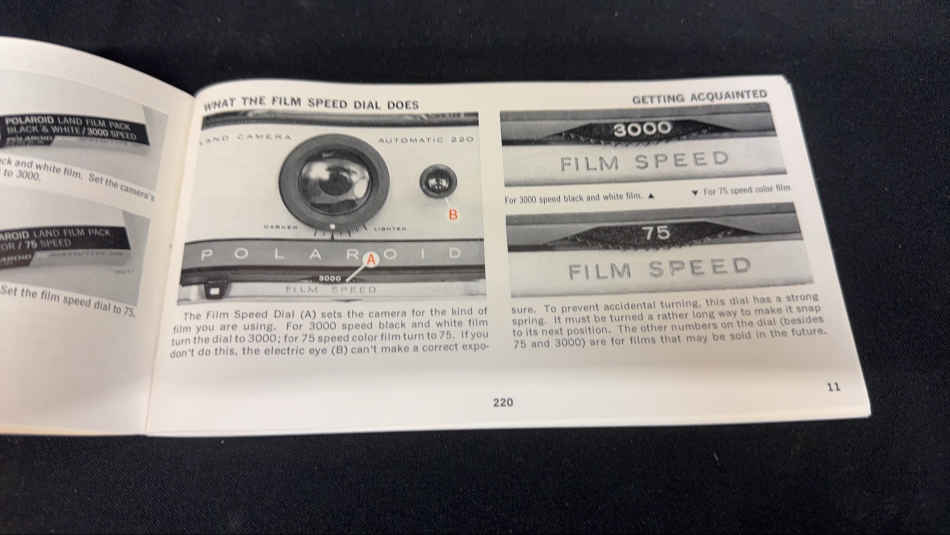 POLAROID LAND FILM PACK
BLACK & WHITE / 3000 SPEED
ck and white film. Set the camera's
to 3000.
AROID LAND FILM PACK
OR / 75 SPEED
Set the film speed dial to 75.
WHAT THE FILM SPEED DIAL DOES
LAND CAMERA
AUTOMATIC 220
B
DARKER
LIGHTEN
POLAROID
A
3000
FILM SPEED
The Film Speed Dial (A) sets the camera for the kind of
film you are using. For 3000 speed black and white film
turn the dial to 3000; for 75 speed color film turn to 75. If you
don't do this, the electric eye (B) can't make a correct expo-
GETTING ACQUAINTED
3000
FILM SPEED
For 3000 speed black and white film. ▲
▼ For 75 speed color film
75
FILM SPEED
sure. To prevent accidental turning, this dial has a strong
spring. It must be turned a rather long way to make it snap
to its next position. The other numbers on the dial (besides
75 and 3000) are for films that may be sold in the future.
220
11